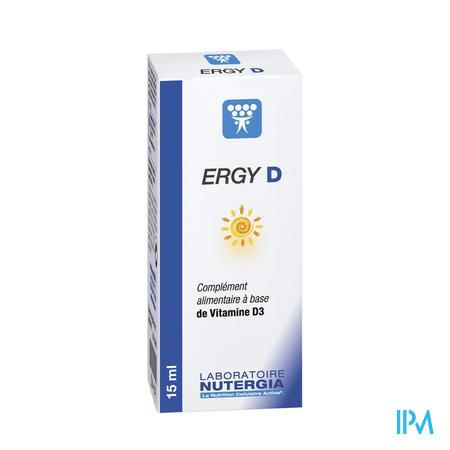 ERGY D
ERGY D
Complément
alimentaire à base
de Vitamine D3
15 ml
LABORATOIRE
NUTERGIA
La Nutrition Cellulaire Active®
IPM